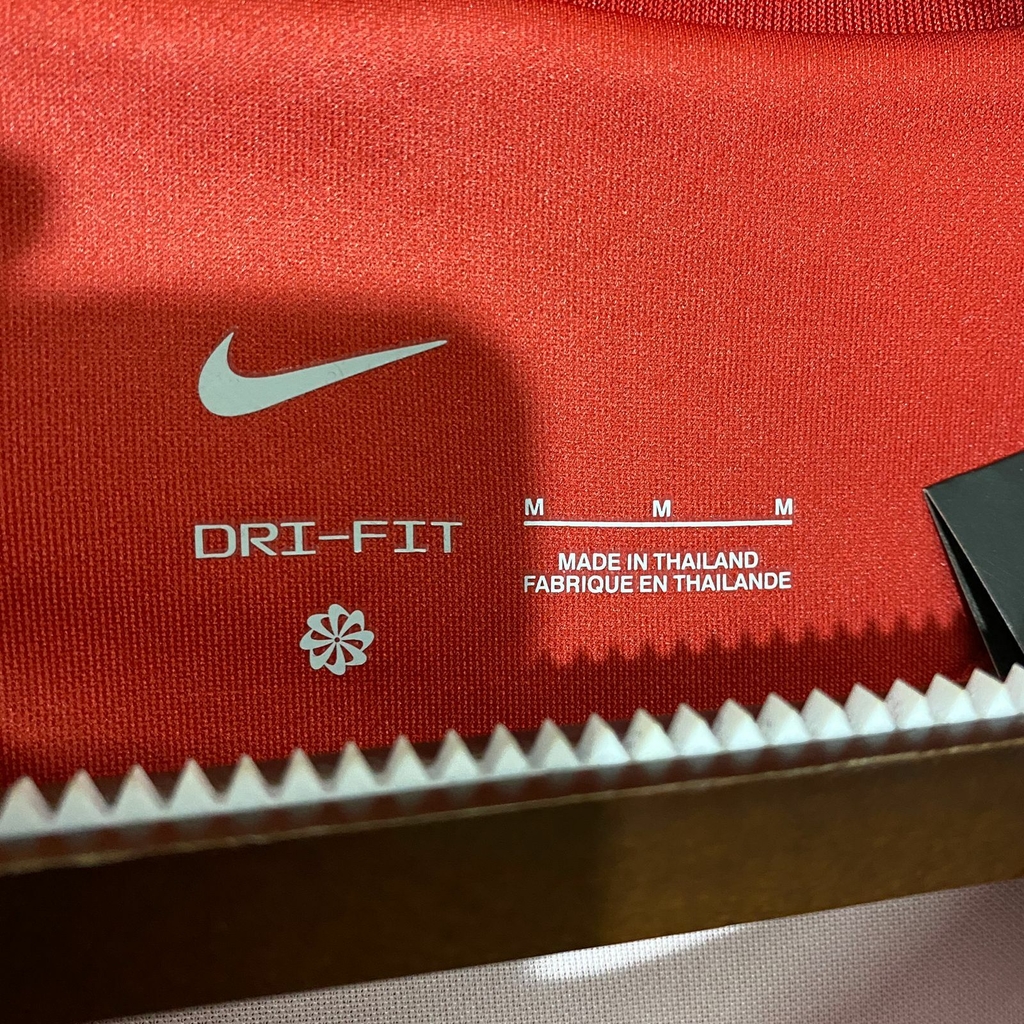 DRI-FIT
M M M
MADE IN THAILAND
FABRIQUE EN THAILANDE